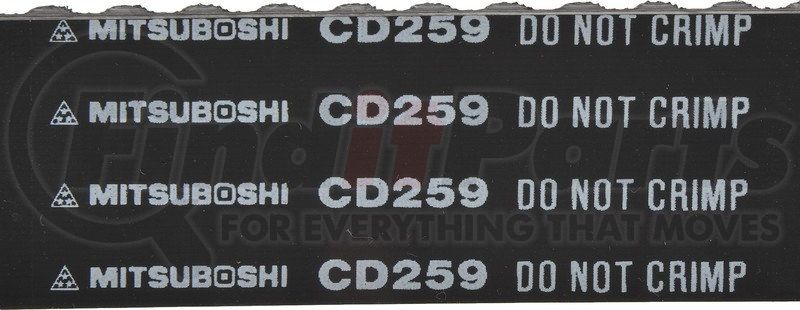 MITSUBOSHI CD259 DO NOT CRIMP
MITSUBOSHI CD259 DO NOT CRIMP
FinditParts
MITSUBOSHI CD259 DO NOT CRIMP
FOR EVERYTHING THAT MOVES
MITSUBOSHI CD259 DO NOT CRIMP